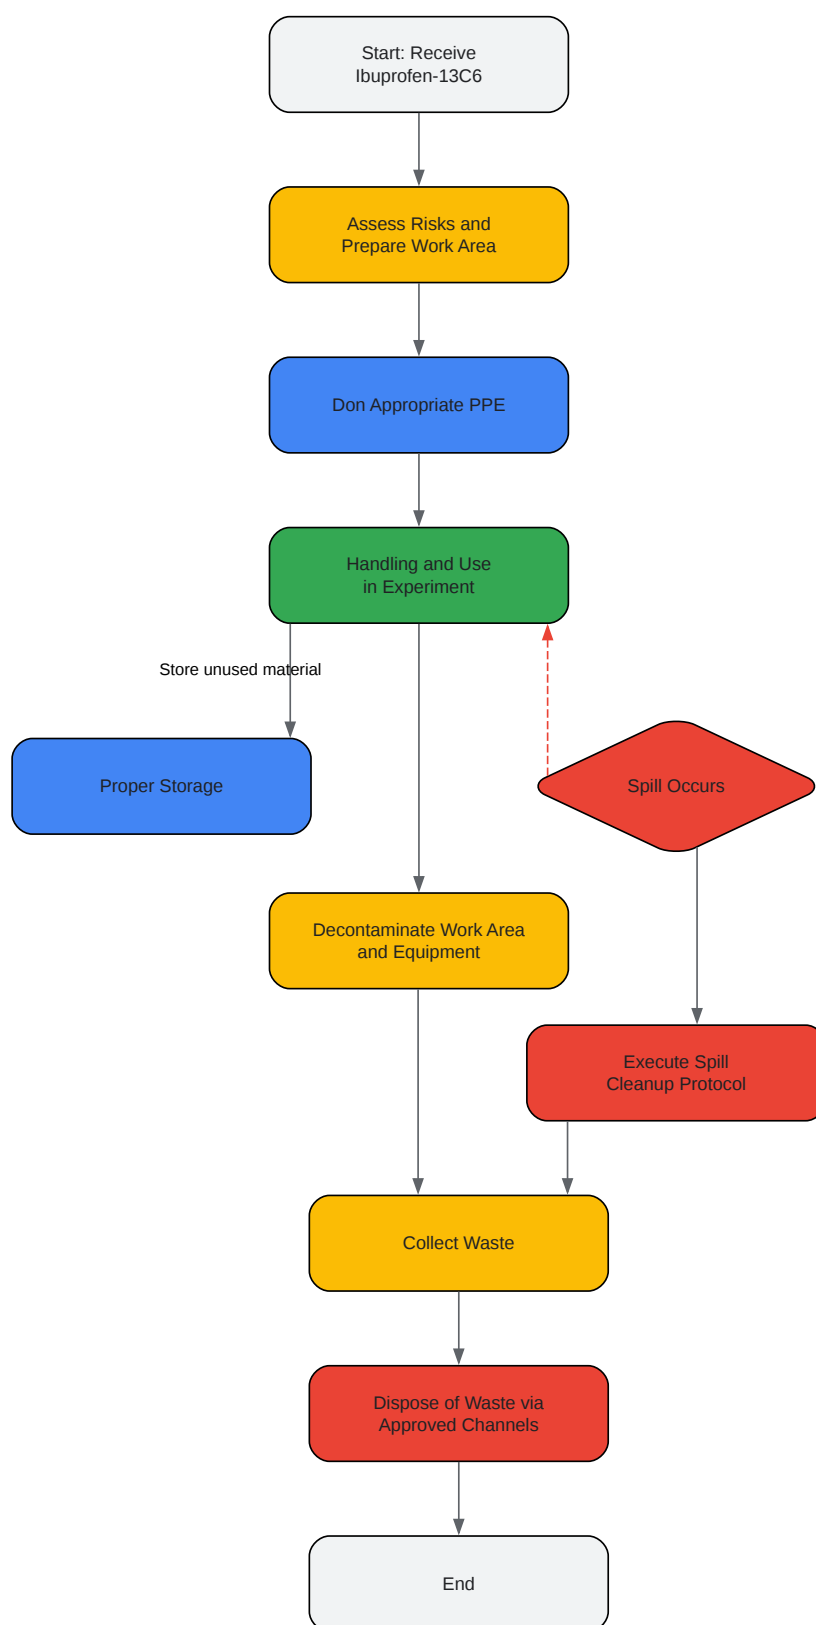 Start: Receive
Ibuprofen-13C6
Assess Risks and
Prepare Work Area
Don Appropriate PPE
Handling and Use
in Experiment
Store unused material
Proper Storage
Spill Occurs
Decontaminate Work Area
and Equipment
Execute Spill
Cleanup Protocol
Collect Waste
Dispose of Waste via
Approved Channels
End